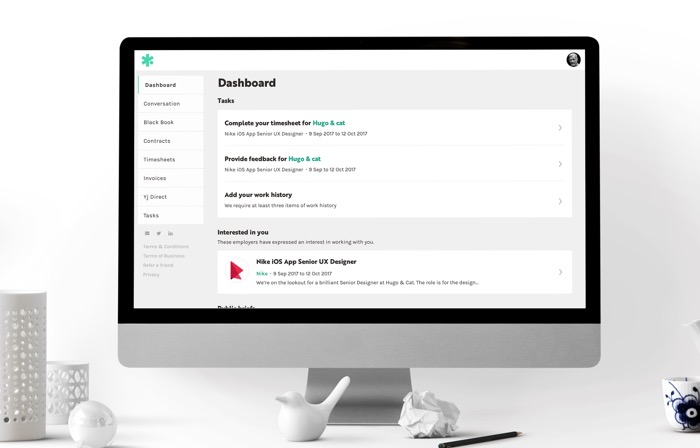 Dashboard
Conversation
Black Book
Contracts
Timesheets
Invoices
YJ Direct
Tasks
Terms & Conditions
Terms of Business
Refer a friend
Privacy
Dashboard
Tasks
Complete your timesheet for Hugo & cat
Nike iOS App Senior UX Designer - 9 Sep 2017 to 12 Oct 2017
Provide feedback for Hugo & cat
Nike iOS App Senior UX Designer - 9 Sep to 12 Oct 2017
Add your work history
We require at least three items of work history
Interested in you
These employers have expressed an interest in working with you.
Nike iOS App Senior UX Designer
Nike - 9 Sep 2017 to 12 Oct 2017
We're on the lookout for a brilliant Senior Designer at Hugo & Cat. The role is for the design...